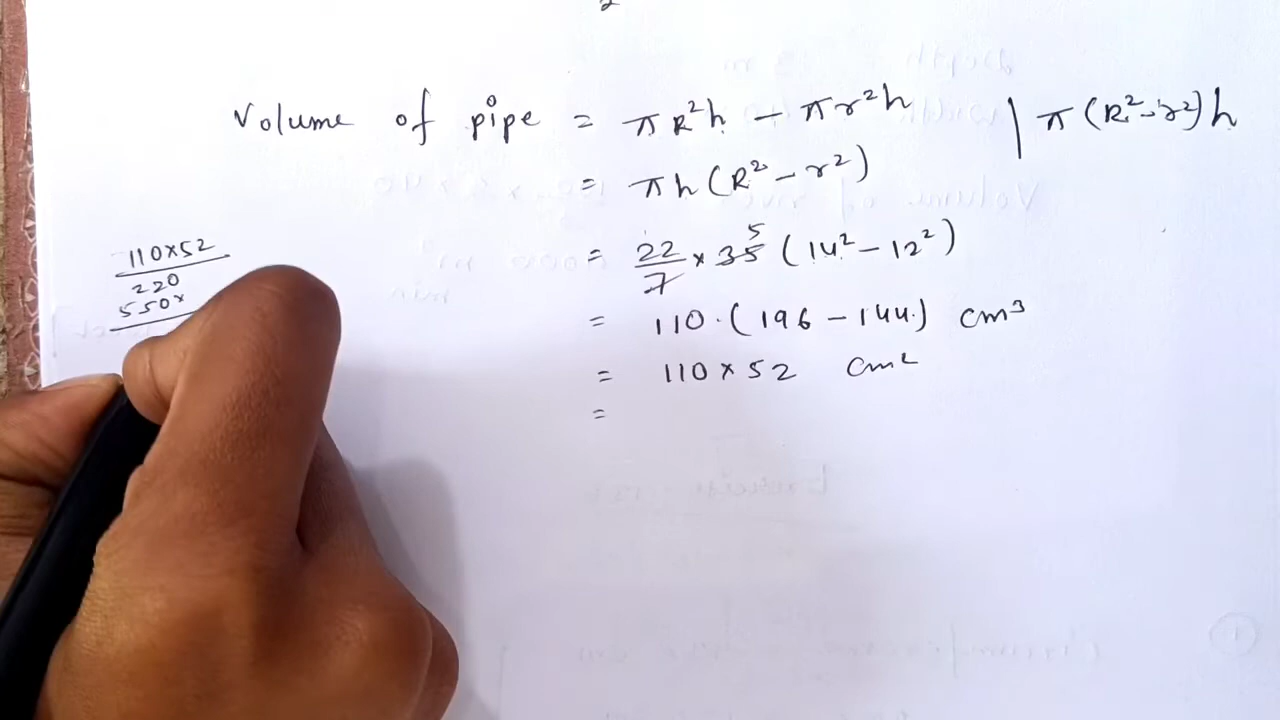 Volume of pipe = πR²h - πr²h | π(R²-r²)h
= πh(R²-r²)
= 22/7 × 35 5 (14²-12²)
= 110.(196-144) cm³
= 110×52 cm²
=
110×52
220
550×